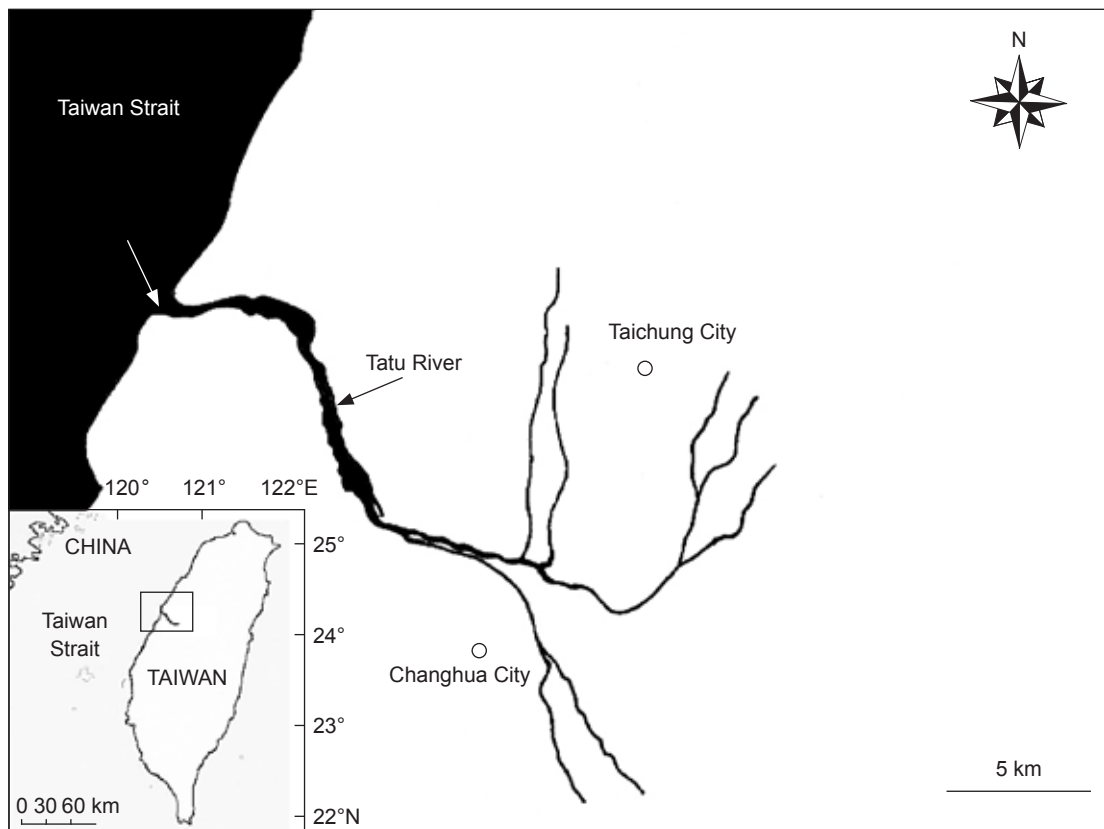 N
Taiwan Strait
Taichung City
Tatu River
120° 121° 122°E
CHINA
25°
Taiwan
Strait
24°
TAIWAN
Changhua City
23°
5 km
0 30 60 km
22°N